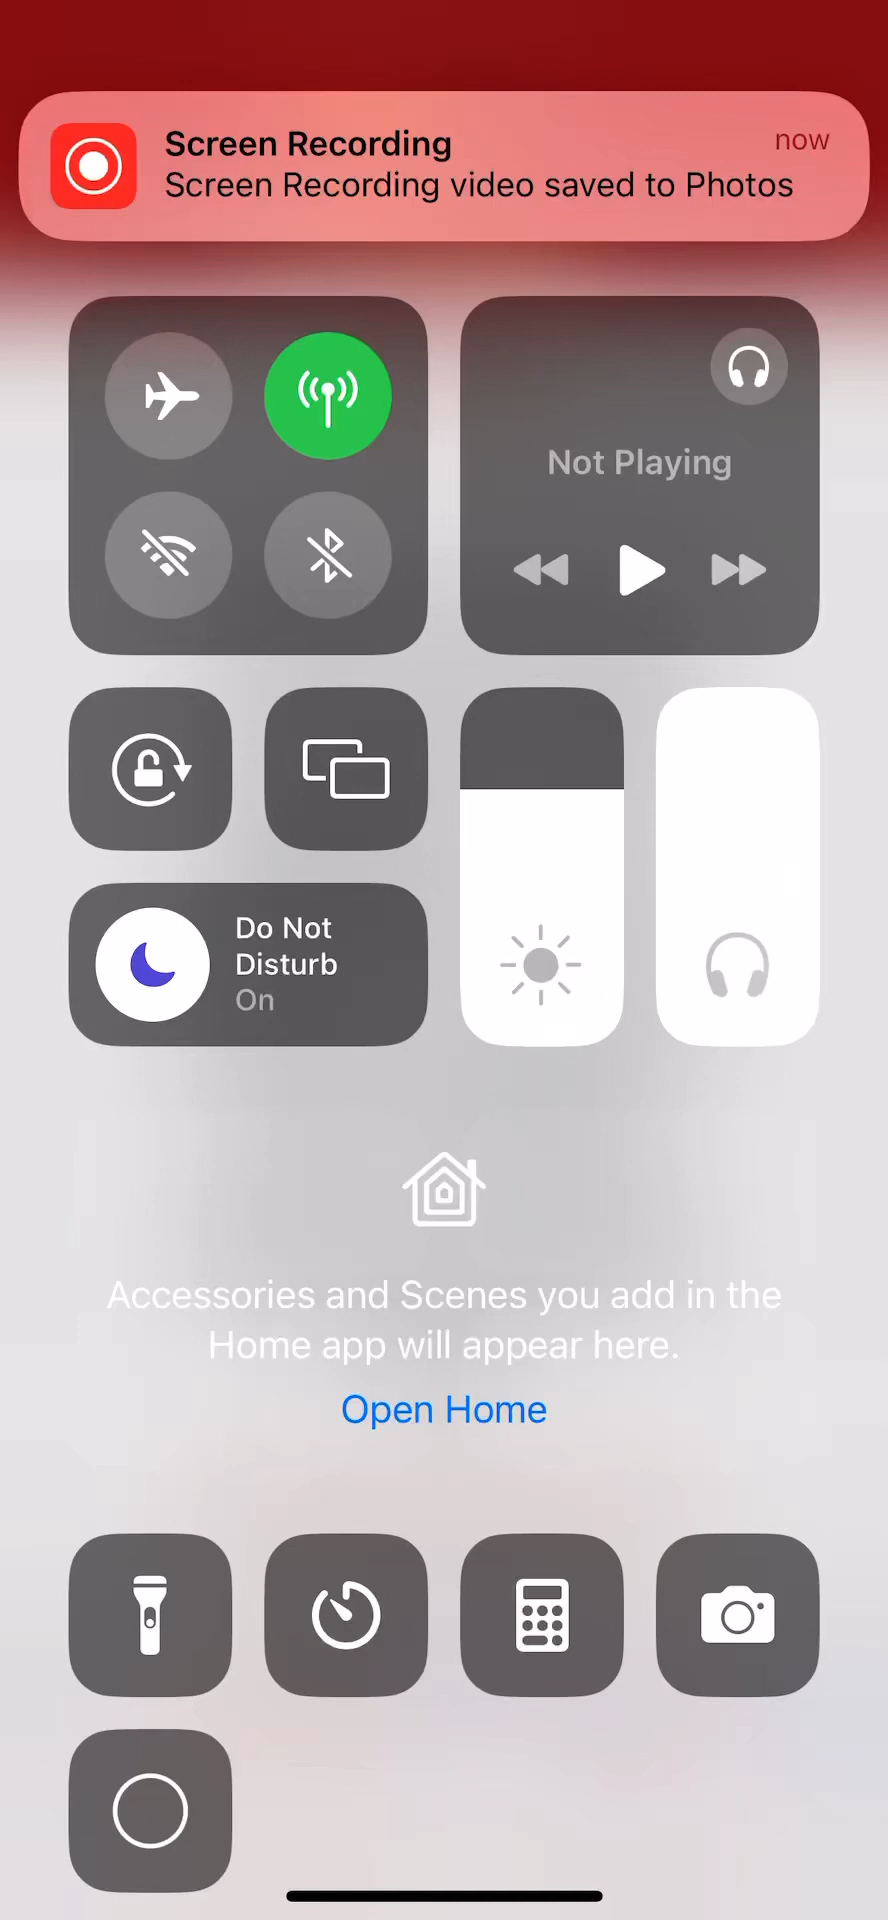 Screen Recording
now
Screen Recording video saved to Photos
Not Playing
Do Not
Disturb
On
Accessories and Scenes you add in the
Home app will appear here.
Open Home